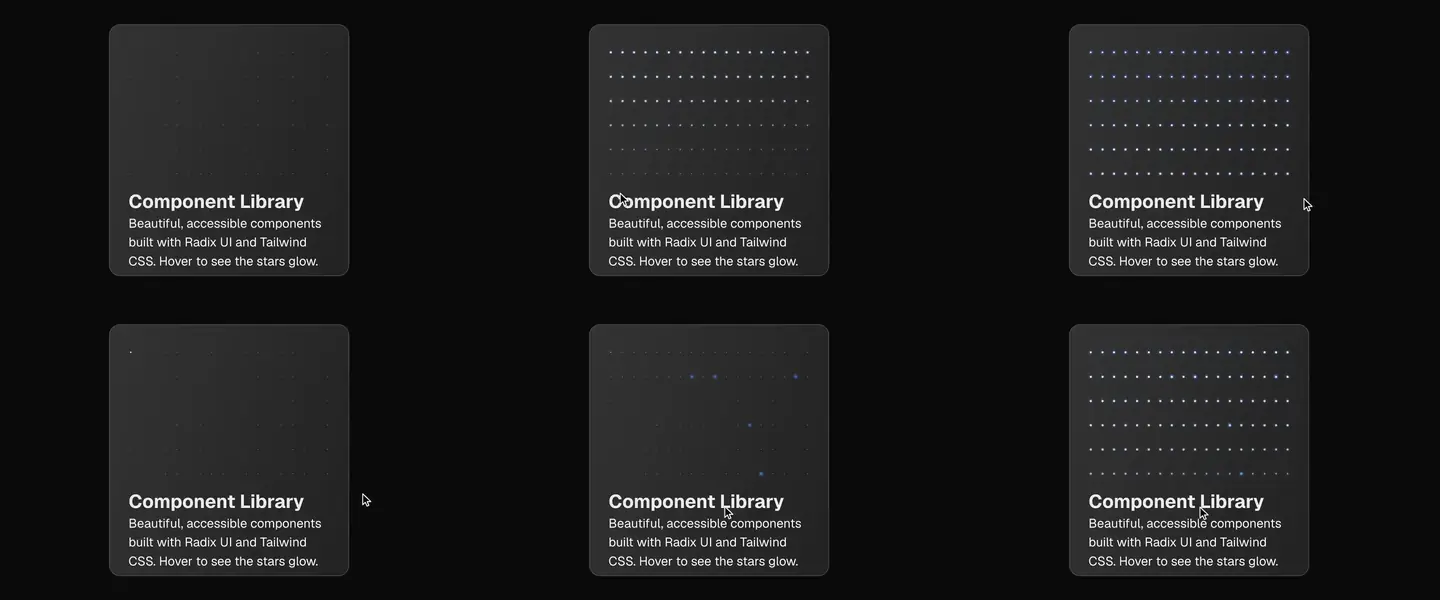 Component Library
Beautiful, accessible components
built with Radix UI and Tailwind
CSS. Hover to see the stars glow.
Component Library
Beautiful, accessible components
built with Radix UI and Tailwind
CSS. Hover to see the stars glow.
Component Library
Beautiful, accessible components
built with Radix UI and Tailwind
CSS. Hover to see the stars glow.
Component Library
Beautiful, accessible components
built with Radix UI and Tailwind
CSS. Hover to see the stars glow.
Component Library
Beautiful, accessible components
built with Radix UI and Tailwind
CSS. Hover to see the stars glow.
Component Library
Beautiful, accessible components
built with Radix UI and Tailwind
CSS. Hover to see the stars glow.